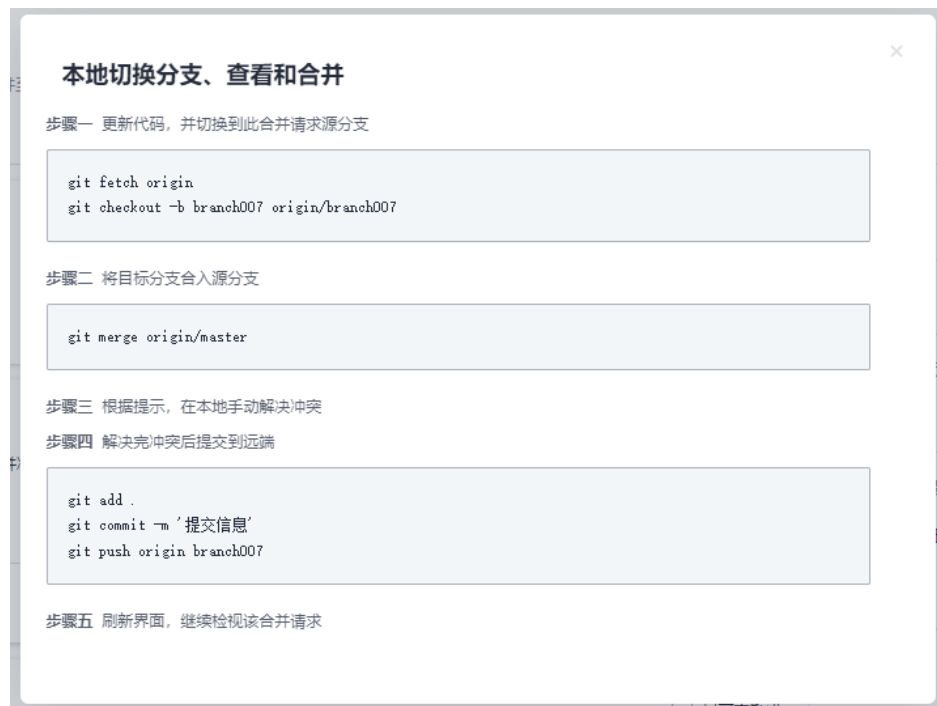 ×
本地切换分支、查看和合并
步骤一 更新代码，并切换到此合并请求源分支
git fetch origin
git checkout -b branch007 origin/branch007
步骤二 将目标分支合入源分支
git merge origin/master
步骤三 根据提示，在本地手动解决冲突
步骤四 解决完冲突后提交到远端
git add .
git commit -m '提交信息'
git push origin branch007
步骤五 刷新界面，继续检视该合并请求